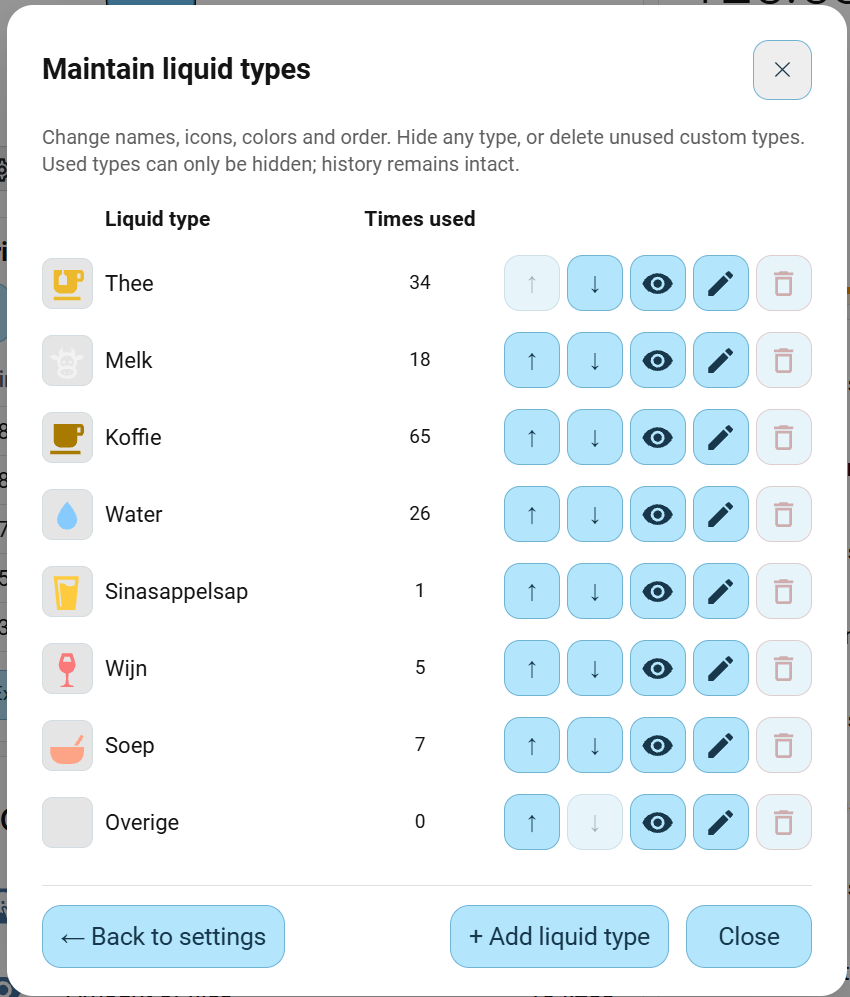 Maintain liquid types
×
Change names, icons, colors and order. Hide any type, or delete unused custom types.
Used types can only be hidden; history remains intact.
Liquid type Times used
Thee 34 ↑ ↓
Melk 18 ↑ ↓
Koffie 65 ↑ ↓
Water 26 ↑ ↓
Sinasappelsap 1 ↑ ↓
Wijn 5 ↑ ↓
Soep 7 ↑ ↓
Overige 0 ↑ ↓
← Back to settings + Add liquid type Close